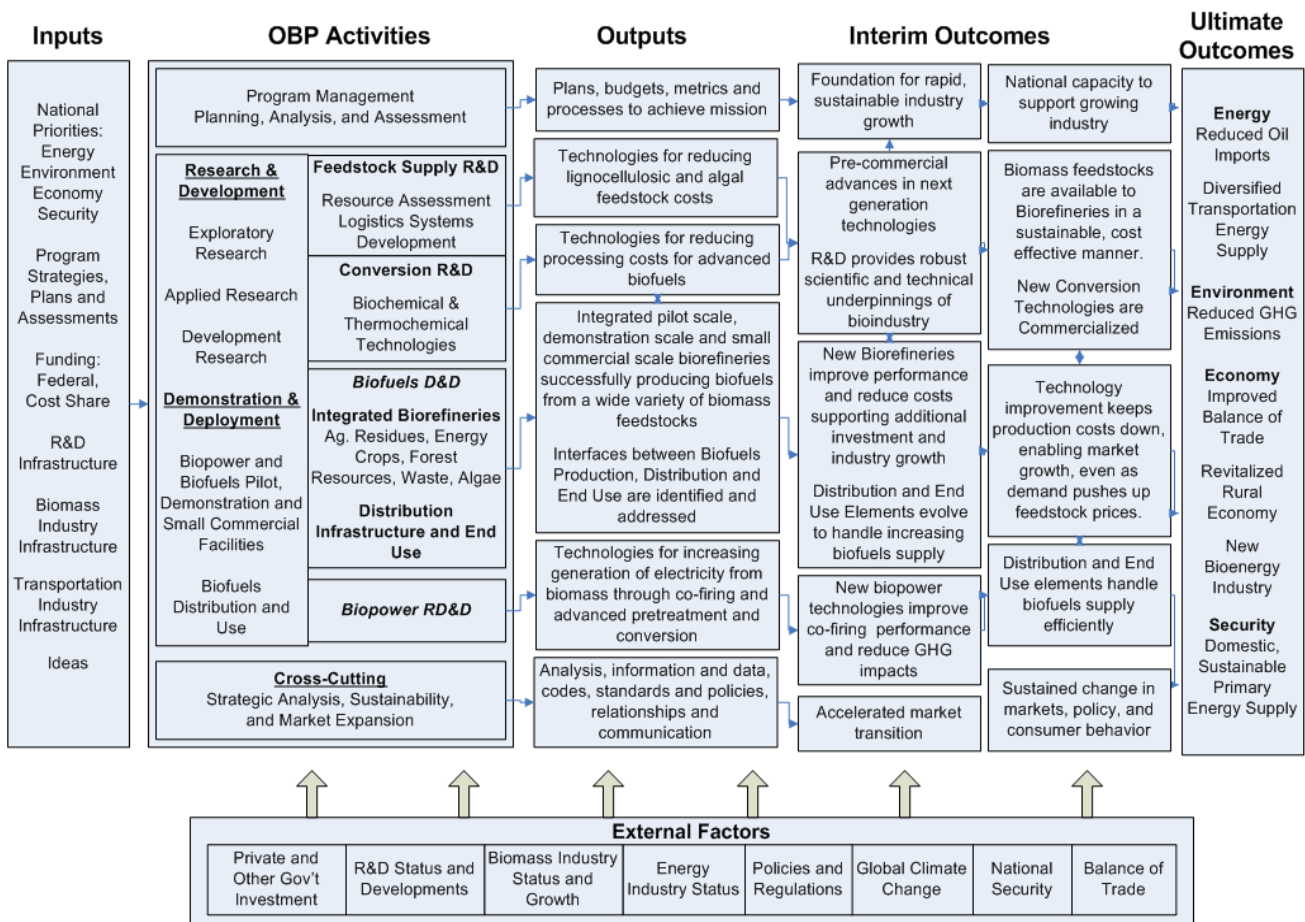 Inputs
OBP Activities
Outputs
Interim Outcomes
Ultimate
Outcomes
National
Priorities:
Energy
Environment
Economy
Security
Program
Strategies,
Plans and
Assessments
Funding:
Federal,
Cost Share
R&D
Infrastructure
Biomass
Industry
Infrastructure
Transportation
Industry
Infrastructure
Ideas
Program Management
Planning, Analysis, and Assessment
Research &
Development
Exploratory
Research
Applied Research
Development
Research
Demonstration &
Deployment
Biopower and
Biofuels Pilot,
Demonstration and
Small Commercial
Facilities
Biofuels
Distribution and
Use
Feedstock Supply R&D
Resource Assessment
Logistics Systems
Development
Conversion R&D
Biochemical &
Thermochemical
Technologies
Biofuels D&D
Integrated Biorefineries
Ag. Residues, Energy
Crops, Forest
Resources, Waste, Algae
Distribution
Infrastructure and End
Use
Biopower RD&D
Cross-Cutting
Strategic Analysis, Sustainability,
and Market Expansion
Plans, budgets, metrics and
processes to achieve mission
Technologies for reducing
lignocellulosic and algal
feedstock costs
Technologies for reducing
processing costs for advanced
biofuels
Integrated pilot scale,
demonstration scale and small
commercial scale biorefineries
successfully producing biofuels
from a wide variety of biomass
feedstocks
Interfaces between Biofuels
Production, Distribution and
End Use are identified and
addressed
Technologies for increasing
generation of electricity from
biomass through co-firing and
advanced pretreatment and
conversion
Analysis, information and data,
codes, standards and policies,
relationships and
communication
Foundation for rapid,
sustainable industry
growth
Pre-commercial
advances in next
generation
technologies
R&D provides robust
scientific and technical
underpinnings of
bioindustry
New Biorefineries
improve performance
and reduce costs
supporting additional
investment and
industry growth
Distribution and End
Use Elements evolve to
handle increasing
biofuels supply
New biopower
technologies improve
co-firing performance
and reduce GHG
impacts
Accelerated market
transition
National capacity to
support growing
industry
Biomass feedstocks
are available to
Biorefineries in a
sustainable, cost
effective manner.
New Conversion
Technologies are
Commercialized
Technology
improvement keeps
production costs down,
enabling market
growth, even as
demand pushes up
feedstock prices.
Distribution and End
Use elements handle
biofuels supply
efficiently
Sustained change in
markets, policy, and
consumer behavior
Energy
Reduced Oil
Imports
Diversified
Transportation
Energy
Supply
Environment
Reduced GHG
Emissions
Economy
Improved
Balance of
Trade
Revitalized
Rural
Economy
New
Bioenergy
Industry
Security
Domestic,
Sustainable
Primary
Energy Supply
External Factors
Private and
Other Gov't
Investment
R&D Status and
Developments
Biomass Industry
Status and
Growth
Energy
Industry Status
Policies and
Regulations
Global Climate
Change
National
Security
Balance of
Trade